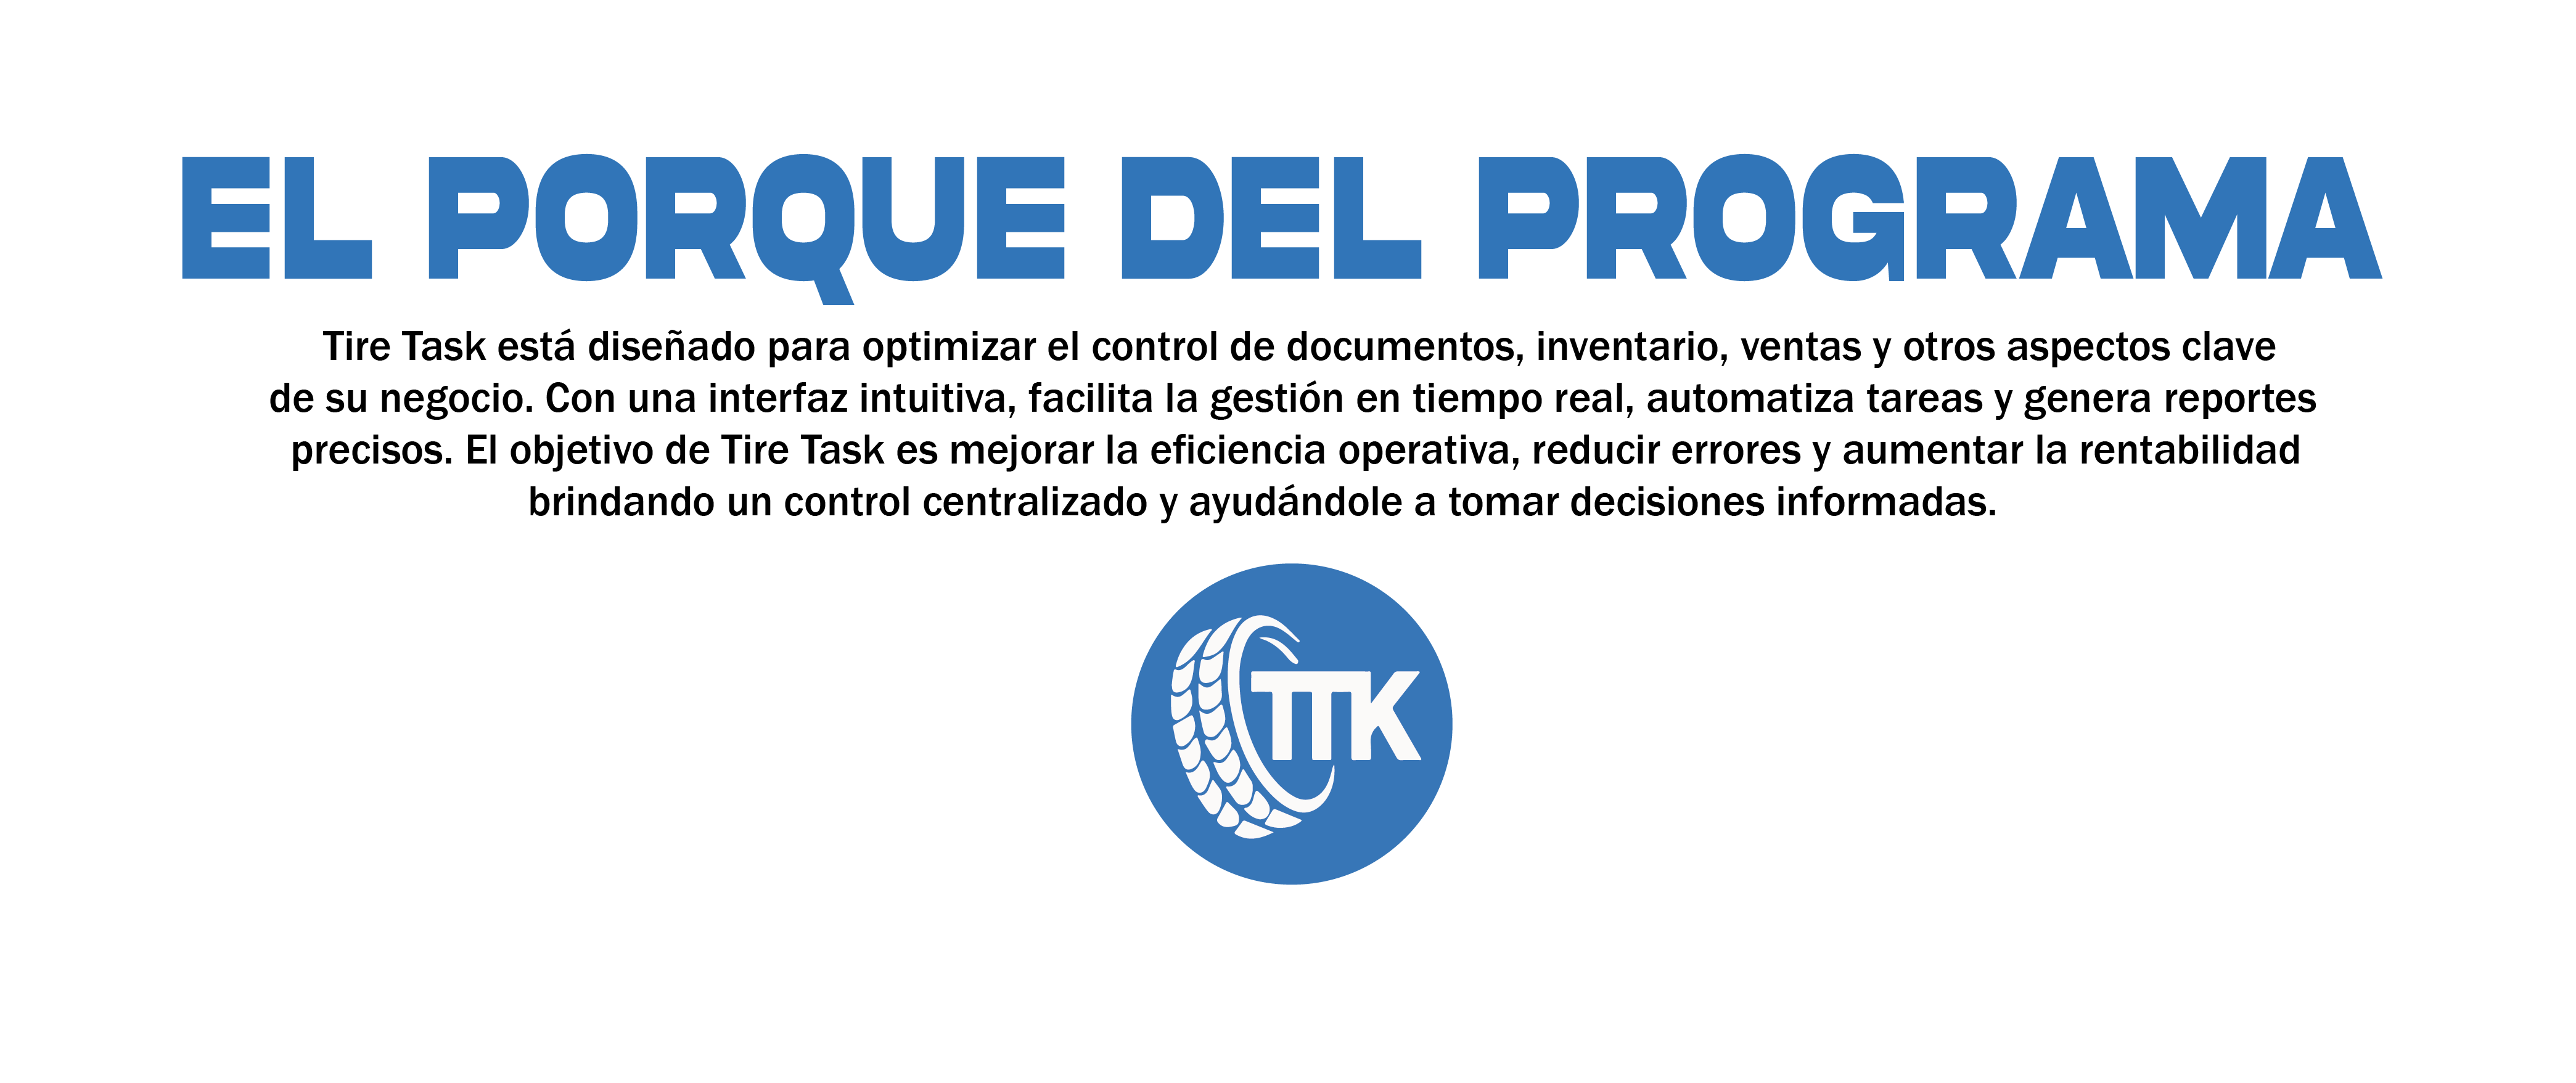 EL PORQUE DEL PROGRAMA
Tire Task está diseñado para optimizar el control de documentos, inventario, ventas y otros aspectos clave
de su negocio. Con una interfaz intuitiva, facilita la gestión en tiempo real, automatiza tareas y genera reportes
precisos. El objetivo de Tire Task es mejorar la eficiencia operativa, reducir errores y aumentar la rentabilidad
brindando un control centralizado y ayudándole a tomar decisiones informadas.
TTK